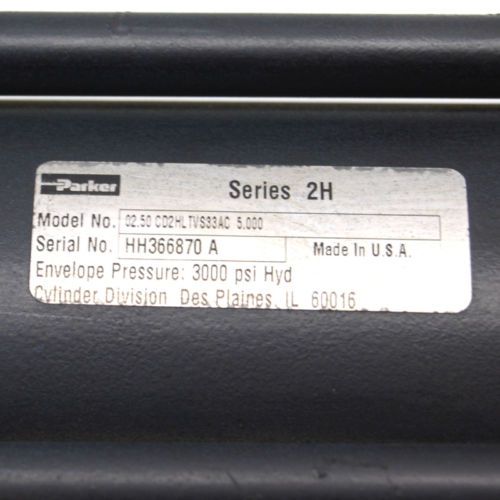 Parker
Series 2H
Model No. 02.50 CD2HLTVS33AC 5.000
Serial No. HH366870 A
Made In U.S.A.
Envelope Pressure: 3000 psi Hyd
Cylinder Division Des Plaines, IL 60016